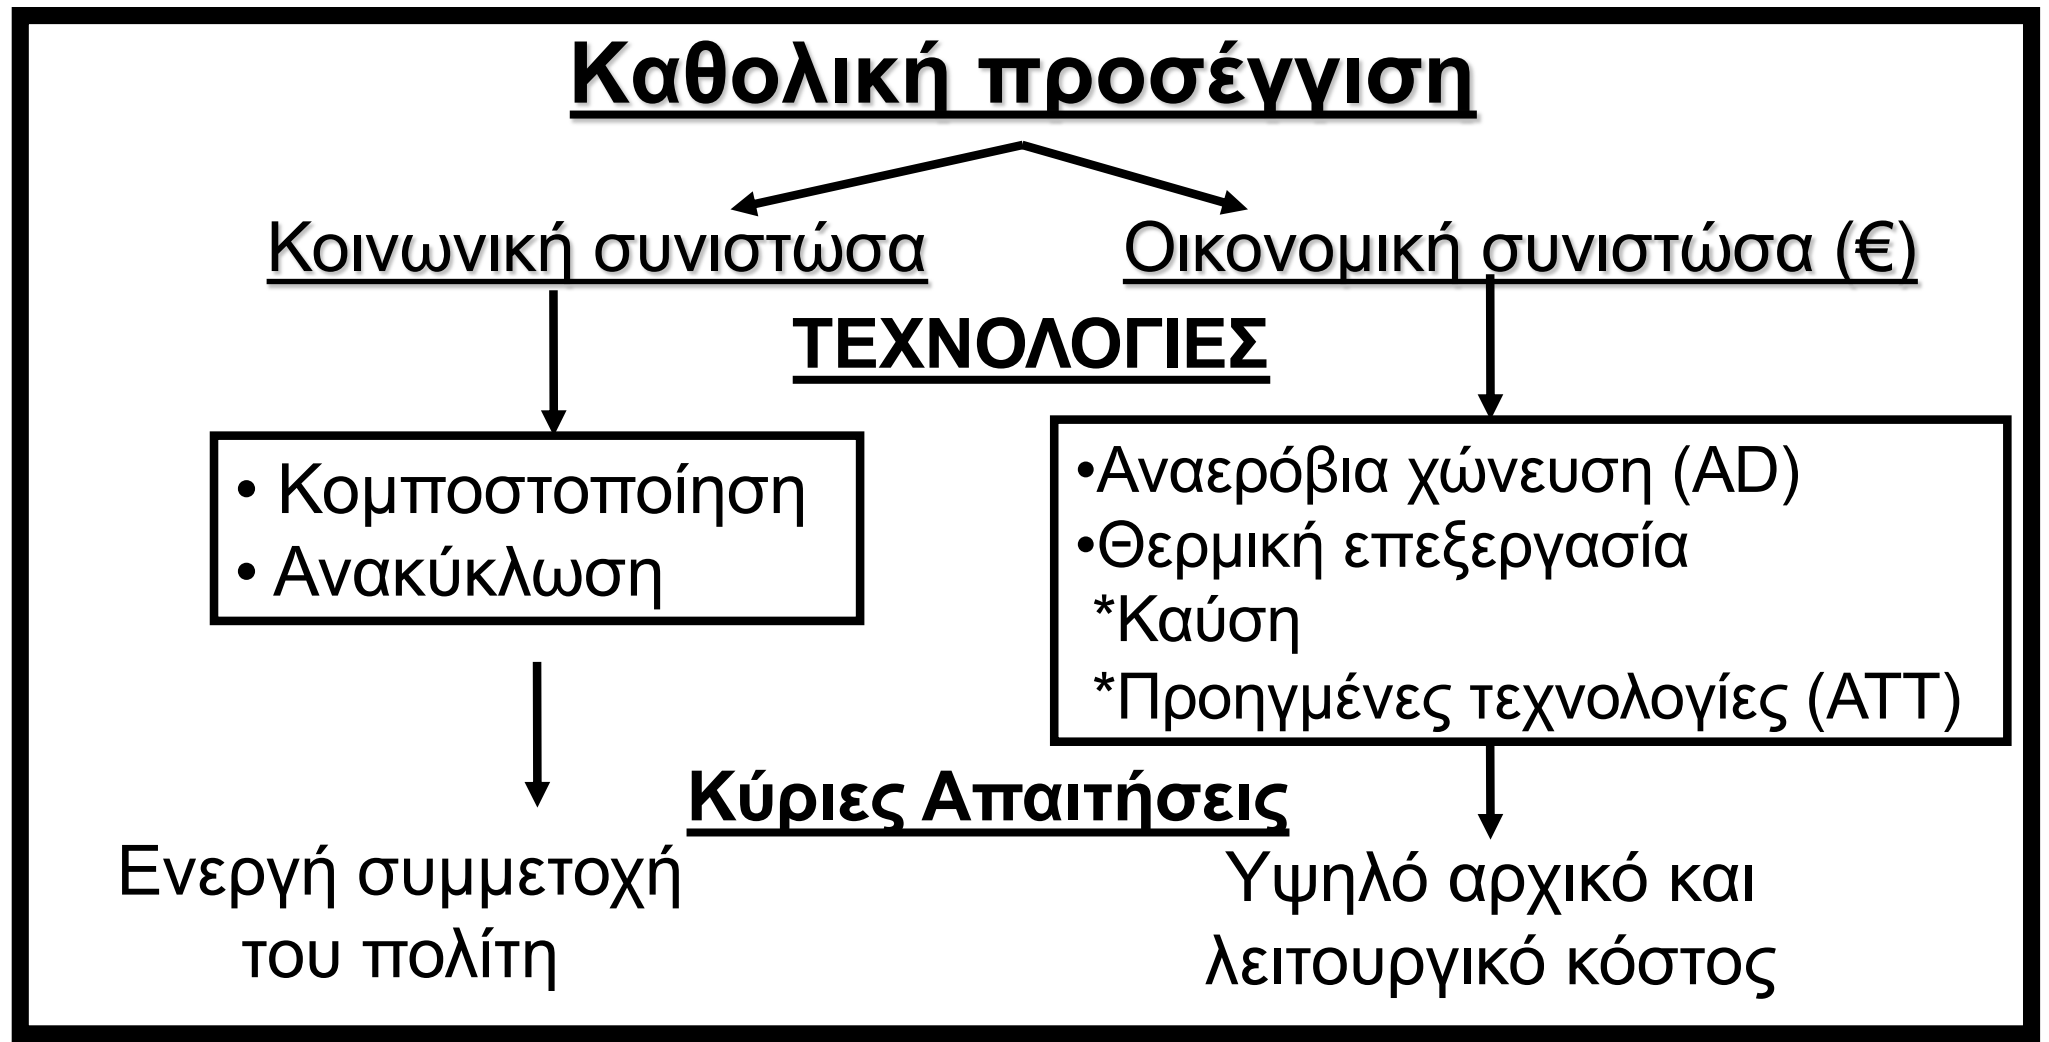 Καθολική προσέγγιση
Κοινωνική συνιστώσα
Οικονομική συνιστώσα (€)
ΤΕΧΝΟΛΟΓΙΕΣ
• Κομποστοποίηση
• Ανακύκλωση
•Αναερόβια χώνευση (AD)
•Θερμική επεξεργασία
*Καύση
*Προηγμένες τεχνολογίες (ATT)
Κύριες Απαιτήσεις
Ενεργή συμμετοχή
του πολίτη
Υψηλό αρχικό και
λειτουργικό κόστος